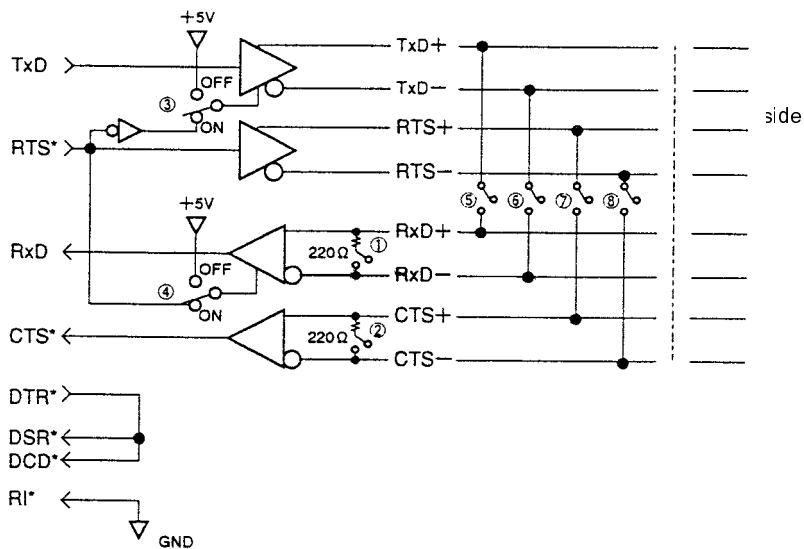 +5V
TxD
OFF
③
ON
TxD+
TxD−
side
RTS*
RTS+
RTS−
⑤
⑥
⑦
⑧
+5V
RxD
OFF
④
ON
220Ω
①
RxD+
RxD−
CTS*
220Ω
②
CTS+
CTS−
DTR*
DSR*
DCD*
RI*
GND